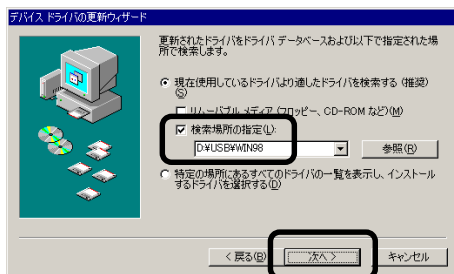 デバイス ドライバの更新ウィザード
更新されたドライバをドライバ データベースおよび以下で指定された場
所で検索します。
現在使用しているドライバより適したドライバを検索する (推奨)
(S)
リムーバブル メディア (フロッピー、CD-ROM など)(M)
検索場所の指定(L):
D:¥USB¥WIN98
参照(R)
特定の場所にあるすべてのドライバの一覧を表示し、インストール
するドライバを選択する(D)
< 戻る(B)
次へ >
キャンセル